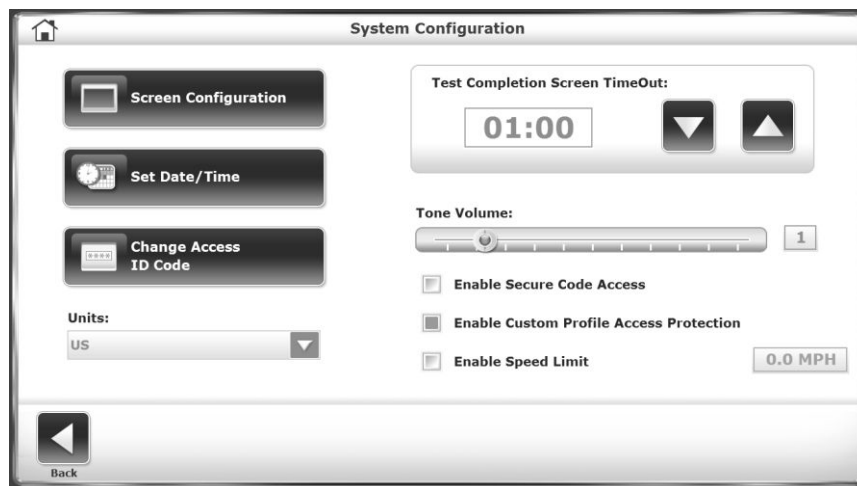 System Configuration
Screen Configuration
Set Date/Time
Change Access
ID Code
Units:
US
Test Completion Screen TimeOut:
01:00
Tone Volume:
1
Enable Secure Code Access
Enable Custom Profile Access Protection
Enable Speed Limit
0.0 MPH
Back